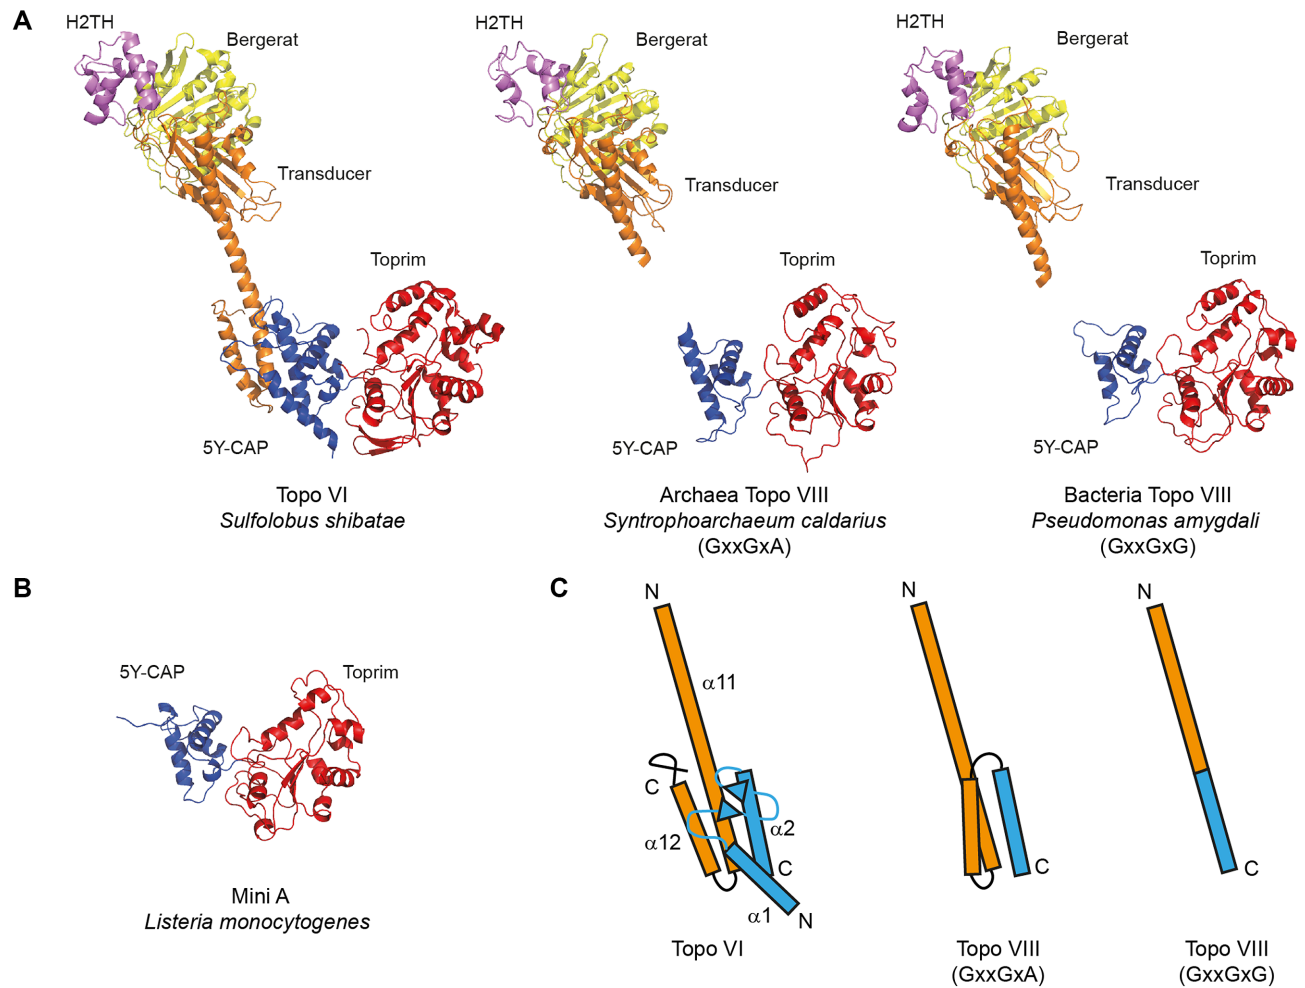 A
H2TH
Bergerat
Transducer
Toprim
5Y-CAP
Topo VI
Sulfolobus shibatae
H2TH
Bergerat
Transducer
Toprim
5Y-CAP
Archaea Topo VIII
Syntrophoarchaeum caldarius
(GxxGxA)
H2TH
Bergerat
Transducer
Toprim
5Y-CAP
Bacteria Topo VIII
Pseudomonas amygdali
(GxxGxG)
B
5Y-CAP
Toprim
Mini A
Listeria monocytogenes
C
N
α11
C
α12
α2
C
α1
N
Topo VI
N
C
Topo VIII
(GxxGxA)
N
C
Topo VIII
(GxxGxG)